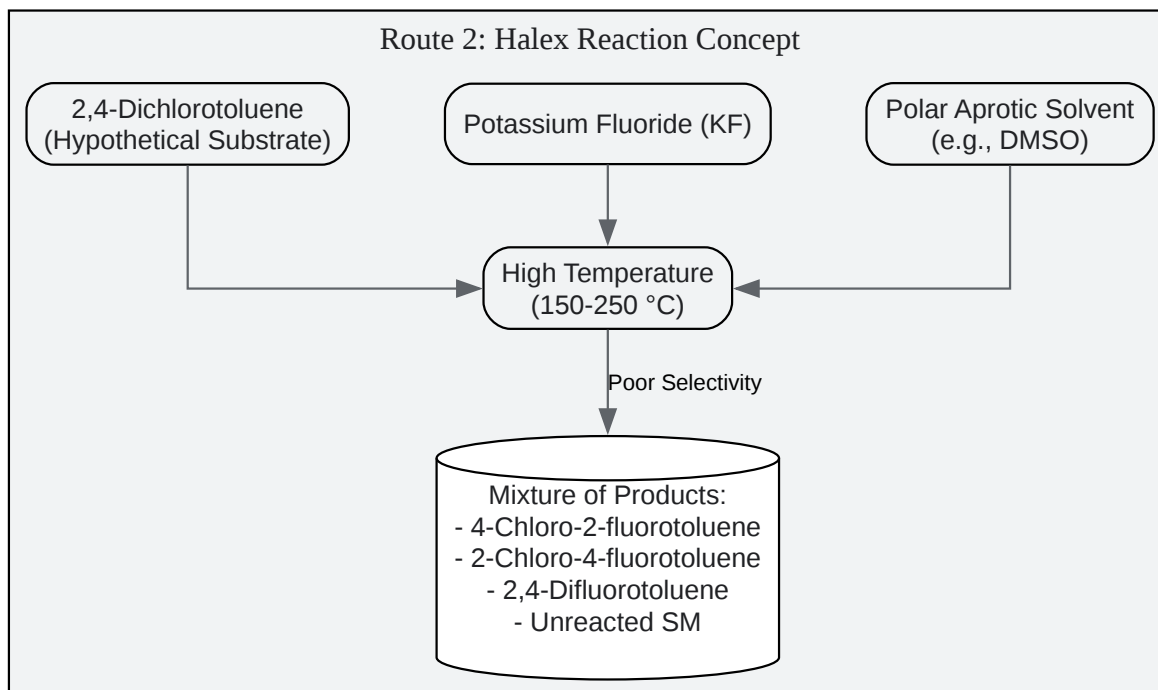 Route 2: Halex Reaction Concept
2,4-Dichlorotoluene
(Hypothetical Substrate)
Potassium Fluoride (KF)
Polar Aprotic Solvent
(e.g., DMSO)
High Temperature
(150-250 °C)
Poor Selectivity
Mixture of Products:
- 4-Chloro-2-fluorotoluene
- 2-Chloro-4-fluorotoluene
- 2,4-Difluorotoluene
- Unreacted SM